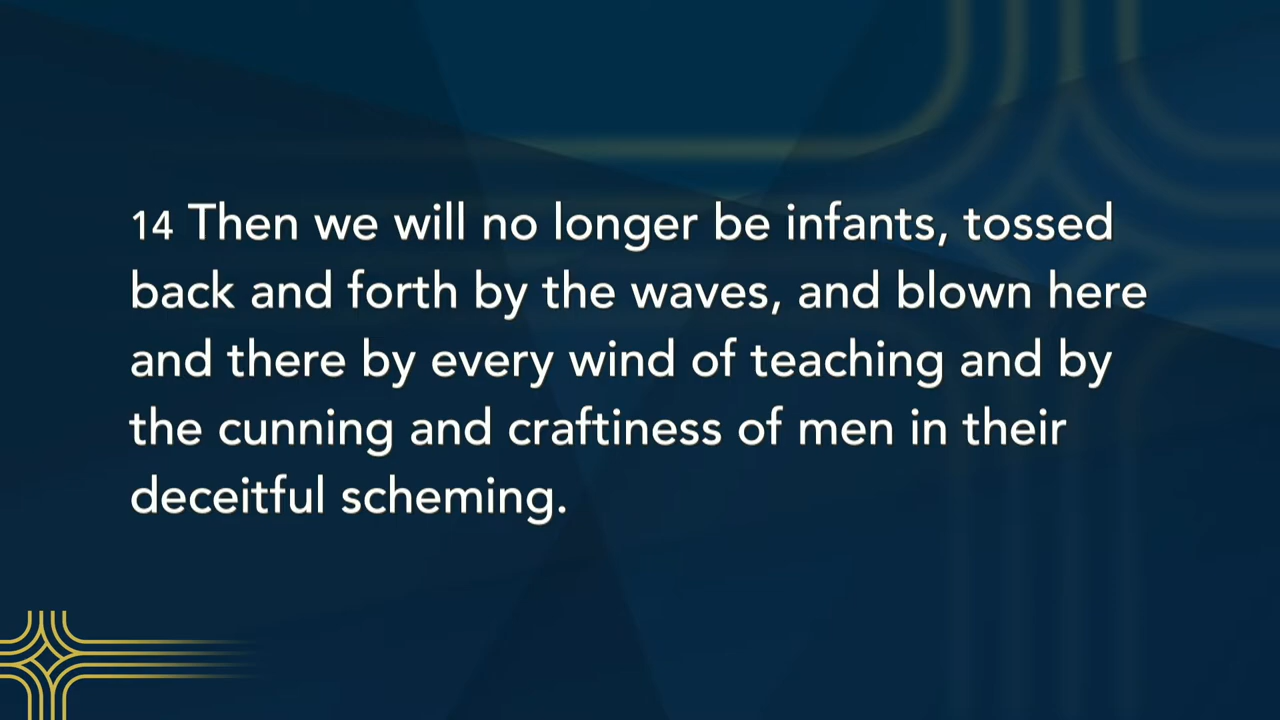 14 Then we will no longer be infants, tossed
back and forth by the waves, and blown here
and there by every wind of teaching and by
the cunning and craftiness of men in their
deceitful scheming.